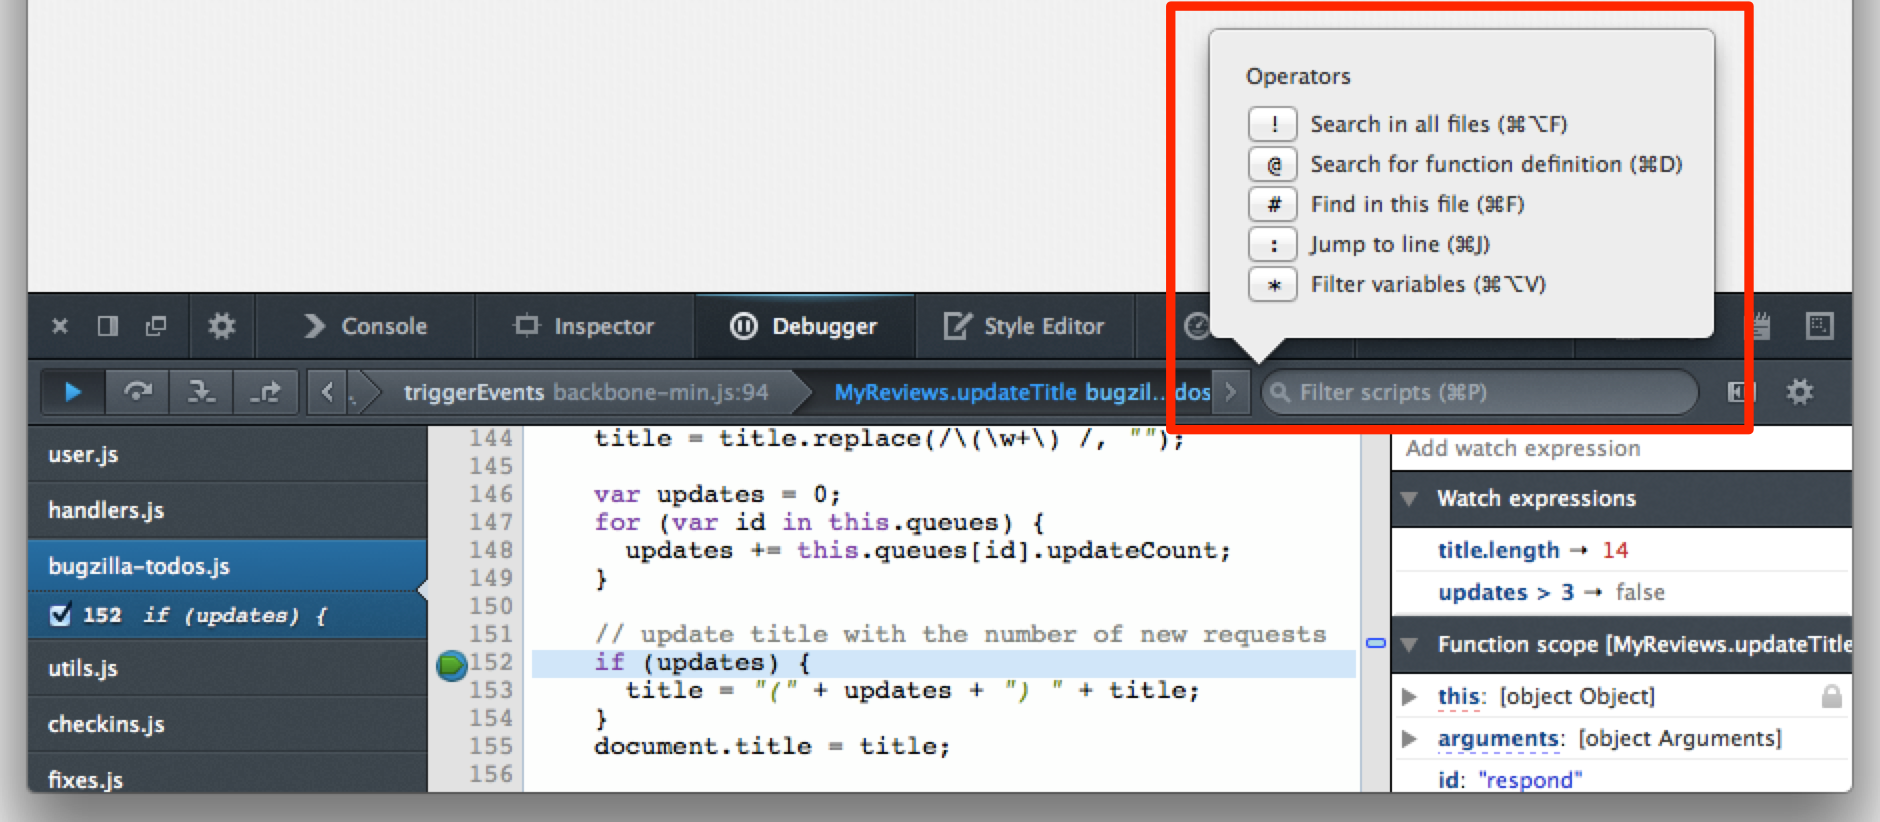 Operators
! Search in all files (⌘⌥F)
@ Search for function definition (⌘D)
# Find in this file (⌘F)
: Jump to line (⌘J)
* Filter variables (⌘⌥V)
Console
Inspector
Debugger
Style Editor
triggerEvents backbone-min.js:94
MyReviews.updateTitle bugzil...dos
Filter scripts (⌘P)
user.js
handlers.js
bugzilla-todos.js
152 if (updates) {
utils.js
checkins.js
fixes.js
144 title = title.replace(/\(\w+\) /, "");
145
146 var updates = 0;
147 for (var id in this.queues) {
148 updates += this.queues[id].updateCount;
149 }
150
151 // update title with the number of new requests
152 if (updates) {
153 title = "(" + updates + ") " + title;
154 }
155 document.title = title;
156
Add watch expression
Watch expressions
title.length → 14
updates > 3 → false
Function scope [MyReviews.updateTitle
this: [object Object]
arguments: [object Arguments]
id: "respond"